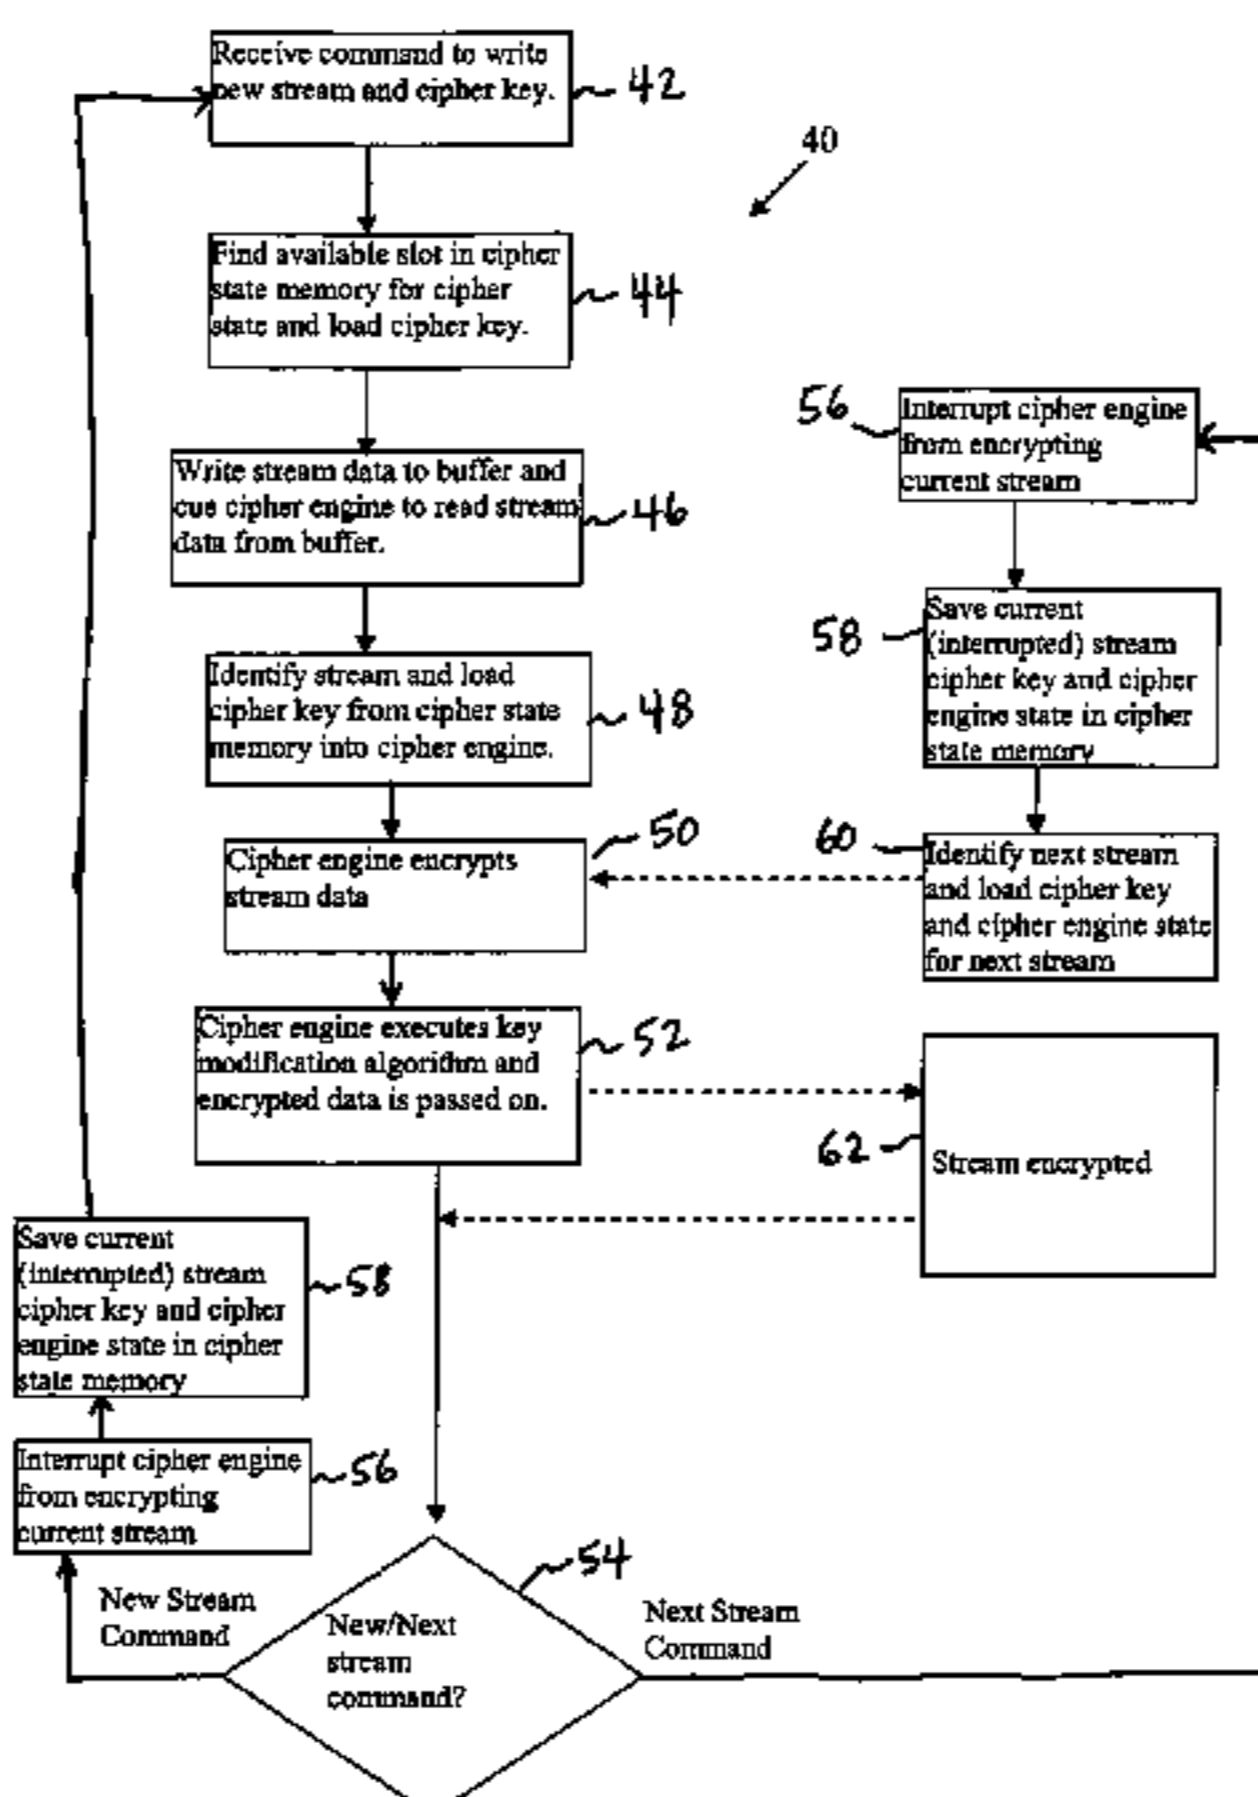 Receive command to write
new stream and cipher key.
42
40
Find available slot in cipher
state memory for cipher
state and load cipher key.
44
Write stream data to buffer and
cue cipher engine to read stream
data from buffer.
46
Identify stream and load
cipher key from cipher state
memory into cipher engine.
48
Cipher engine encrypts
stream data
50
Cipher engine executes key
modification algorithm and
encrypted data is passed on.
52
56
Interrupt cipher engine
from encrypting
current stream
58
Save current
(interrupted) stream
cipher key and cipher
engine state in cipher
state memory
60
Identify next stream
and load cipher key
and cipher engine state
for next stream
62
Stream encrypted
Save current
(interrupted) stream
cipher key and cipher
engine state in cipher
state memory
58
Interrupt cipher engine
from encrypting
current stream
56
New Stream
Command
New/Next
stream
command?
54
Next Stream
Command